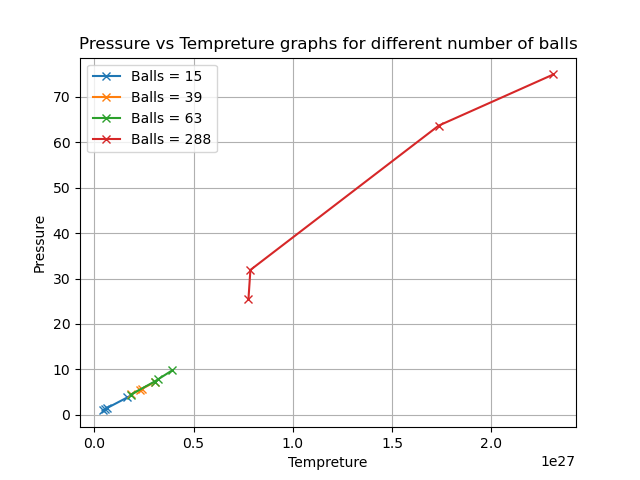 Pressure vs Tempreture graphs for different number of balls
Balls = 15
Balls = 39
Balls = 63
Balls = 288
Pressure
70
60
50
40
30
20
10
0
0.0 0.5 1.0 1.5 2.0
1e27
Tempreture